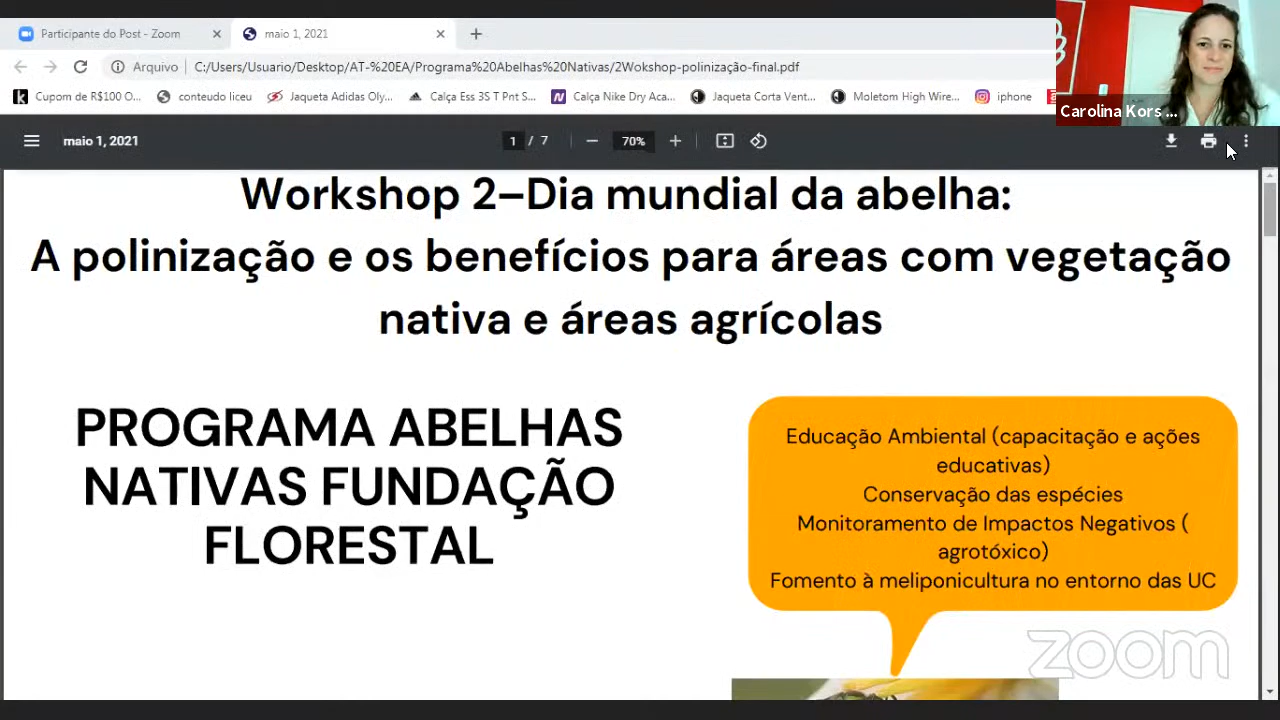 Participante do Post - Zoom
maio 1, 2021
Arquivo
C:/Users/Usuario/Desktop/AT-%20EA/Programa%20Abelhas%20Nativas/2Wokshop-polinização-final.pdf
Cupom de R$100 O...
conteudo liceu
Jaqueta Adidas Oly...
Calça Ess 3S T Pnt S...
Calça Nike Dry Aca...
Jaqueta Corta Vent...
Moletom High Wire...
iphone
Carolina Kors ...
maio 1, 2021
1 / 7
70%
Workshop 2–Dia mundial da abelha:
A polinização e os benefícios para áreas com vegetação
nativa e áreas agrícolas
PROGRAMA ABELHAS
NATIVAS FUNDAÇÃO
FLORESTAL
Educação Ambiental (capacitação e ações
educativas)
Conservação das espécies
Monitoramento de Impactos Negativos (
agrotóxico)
Fomento à meliponicultura no entorno das UC
zoom